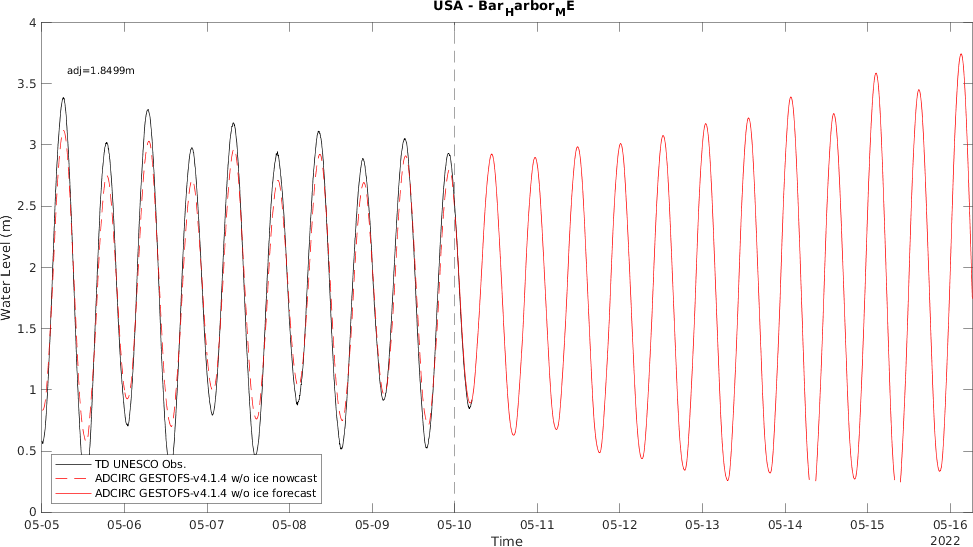 USA - Bar_Harbor_ME
4
adj=1.8499m
3.5
3
2.5
2
1.5
1
0.5
0
Water Level (m)
TD UNESCO Obs.
ADCIRC GESTOFS-v4.1.4 w/o ice nowcast
ADCIRC GESTOFS-v4.1.4 w/o ice forecast
05-05 05-06 05-07 05-08 05-09 05-10 05-11 05-12 05-13 05-14 05-15 05-16
Time
2022